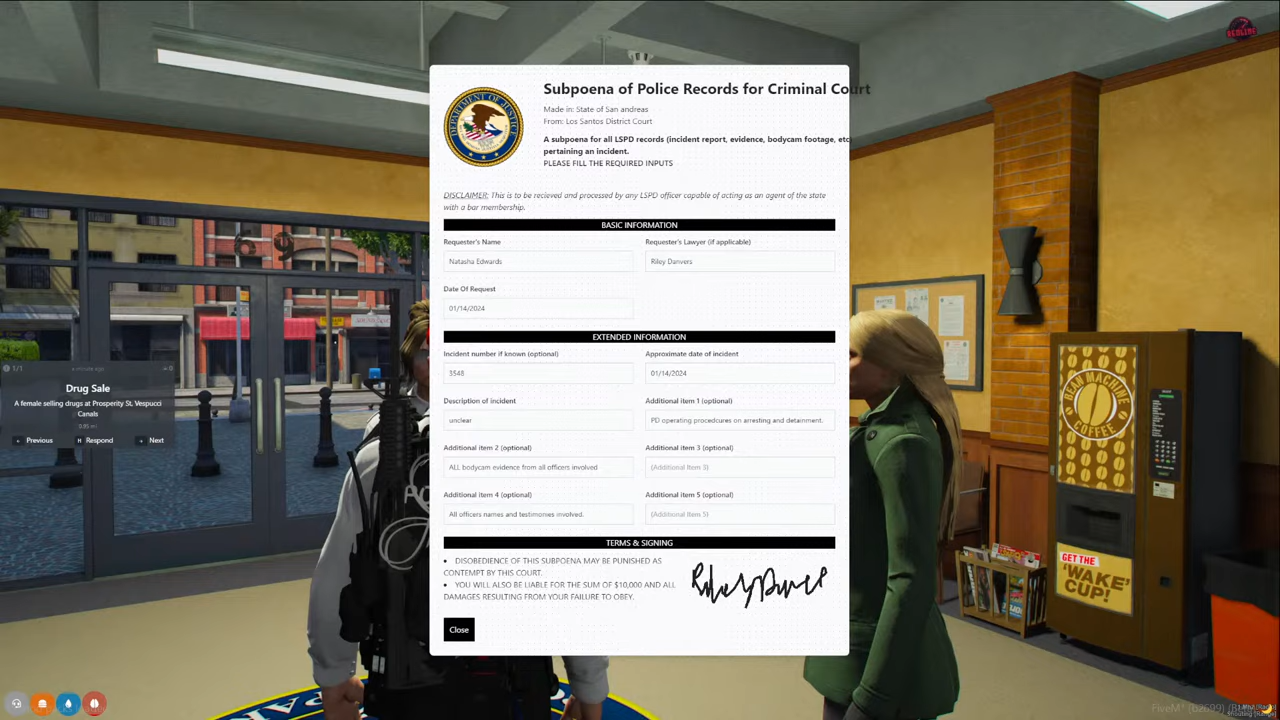 REDLINE
Subpoena of Police Records for Criminal Court
Made in: State of San andreas
From: Los Santos District Court
A subpoena for all LSPD records (incident report, evidence, bodycam footage, etc
pertaining an incident.
PLEASE FILL THE REQUIRED INPUTS
DISCLAIMER: This is to be recieved and processed by any LSPD officer capable of acting as an agent of the state
with a bar membership.
BASIC INFORMATION
Requester's Name
Requester's Lawyer (if applicable)
Natasha Edwards
Riley Danvers
Date Of Request
01/14/2024
EXTENDED INFORMATION
Incident number if known (optional)
Approximate date of incident
3548
01/14/2024
Description of incident
Additional item 1 (optional)
unclear
PD operating procedcures on arresting and detainment.
Additional item 2 (optional)
Additional item 3 (optional)
ALL bodycam evidence from all officers involved
(Additional Item 3)
Additional item 4 (optional)
Additional item 5 (optional)
All officers names and testimonies involved.
(Additional Item 5)
TERMS & SIGNING
• DISOBEDIENCE OF THIS SUBPOENA MAY BE PUNISHED AS
CONTEMPT BY THIS COURT.
• YOU WILL ALSO BE LIABLE FOR THE SUM OF $10,000 AND ALL
DAMAGES RESULTING FROM YOUR FAILURE TO OBEY.
Close
1/1
a minute ago
Drug Sale
A female selling drugs at Prosperity St, Vespucci
Canals
0.95 mi
Previous
H Respond
Next
BEAN MACHINE
COFFEE
GET THE
'WAKE'
CUP!